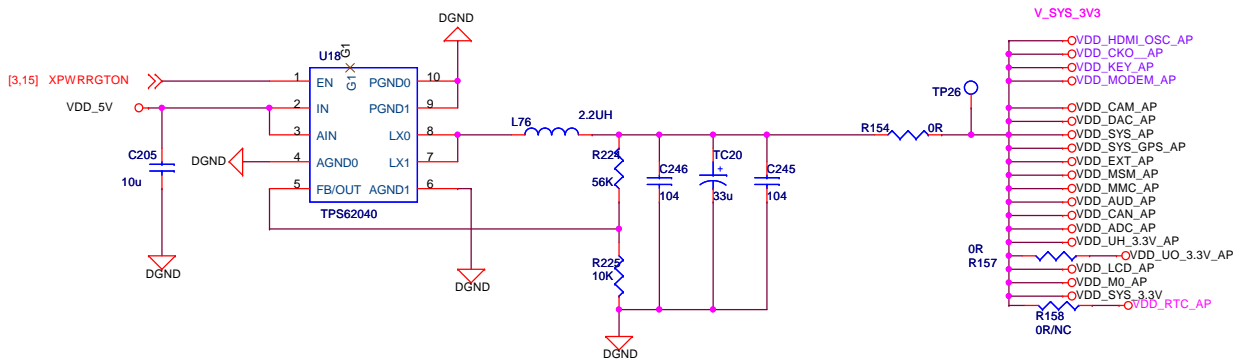 V_SYS_3V3
DGND
U18
G1
G1
[3,15] XPWRRGTON
1
EN
PGND0
10
VDD_5V
2
IN
PGND1
9
3
AIN
LX0
8
L76
2.2UH
4
AGND0
LX1
7
5
FB/OUT
AGND1
6
TPS62040
DGND
C205
10u
DGND
DGND
R224
56K
R225
10K
C246
104
TC20
+
33u
C245
104
DGND
R154
0R
TP26
VDD_HDMI_OSC_AP
VDD_CKO__AP
VDD_KEY_AP
VDD_MODEM_AP
VDD_CAM_AP
VDD_DAC_AP
VDD_SYS_AP
VDD_SYS_GPS_AP
VDD_EXT_AP
VDD_MSM_AP
VDD_MMC_AP
VDD_AUD_AP
VDD_CAN_AP
VDD_ADC_AP
VDD_UH_3.3V_AP
0R
R157
VDD_UO_3.3V_AP
VDD_LCD_AP
VDD_M0_AP
VDD_SYS_3.3V
VDD_RTC_AP
R158
0R/NC